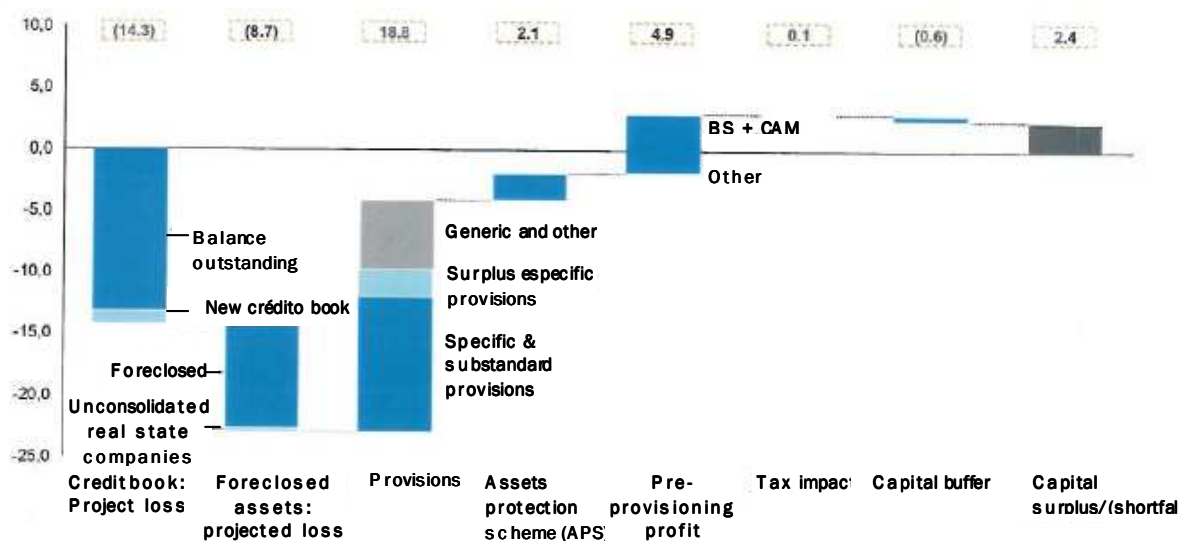 10,0
(14.3)
(8.7)
18.8
2.1
4.9
0.1
(0.6)
2.4
5,0
BS + CAM
0,0
Other
-5,0
Balance
outstanding
Generic and other
-10,0
Surplus especific
provisions
New crédito book
-15,0
Specific &
substandard
provisions
Foreclosed
-20,0
Unconsolidated
real state
companies
-25,0
Creditbook:
Project loss
Foreclosed
assets:
projected loss
Provisions
Assets
protection
scheme (APS)
Pre-
provisioning
profit
Tax impact
Capital buffer
Capital
surplus/(shortfal